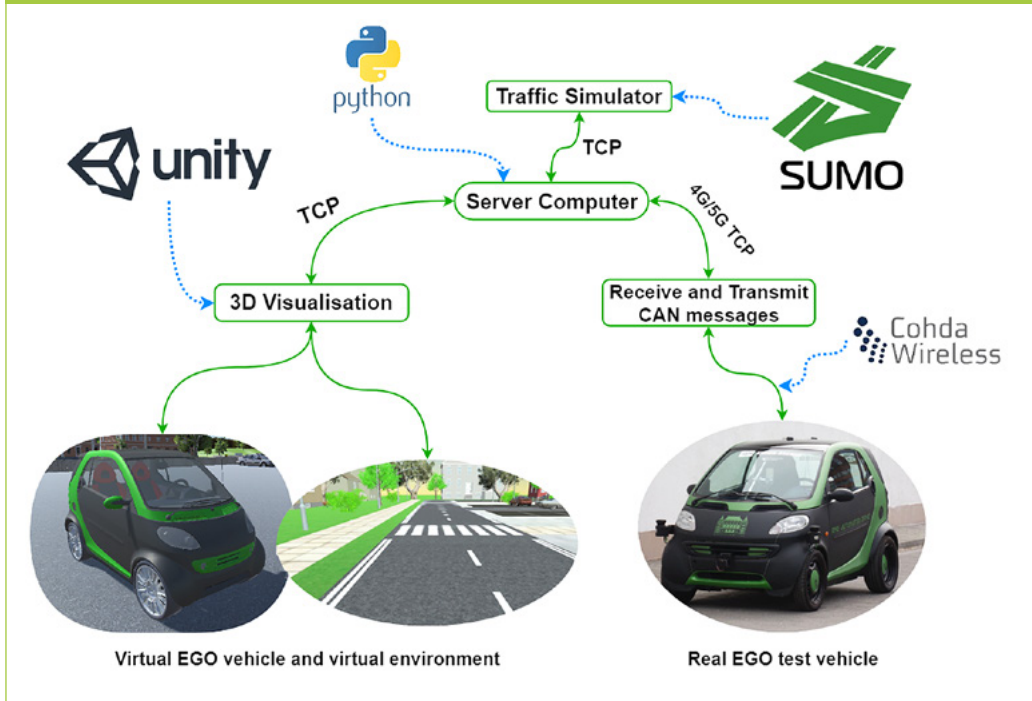 python
Traffic Simulator
SUMO
unity
TCP
Server Computer
TCP
4G/5G TCP
3D Visualisation
Receive and Transmit
CAN messages
Cohda
Wireless
Virtual EGO vehicle and virtual environment
Real EGO test vehicle